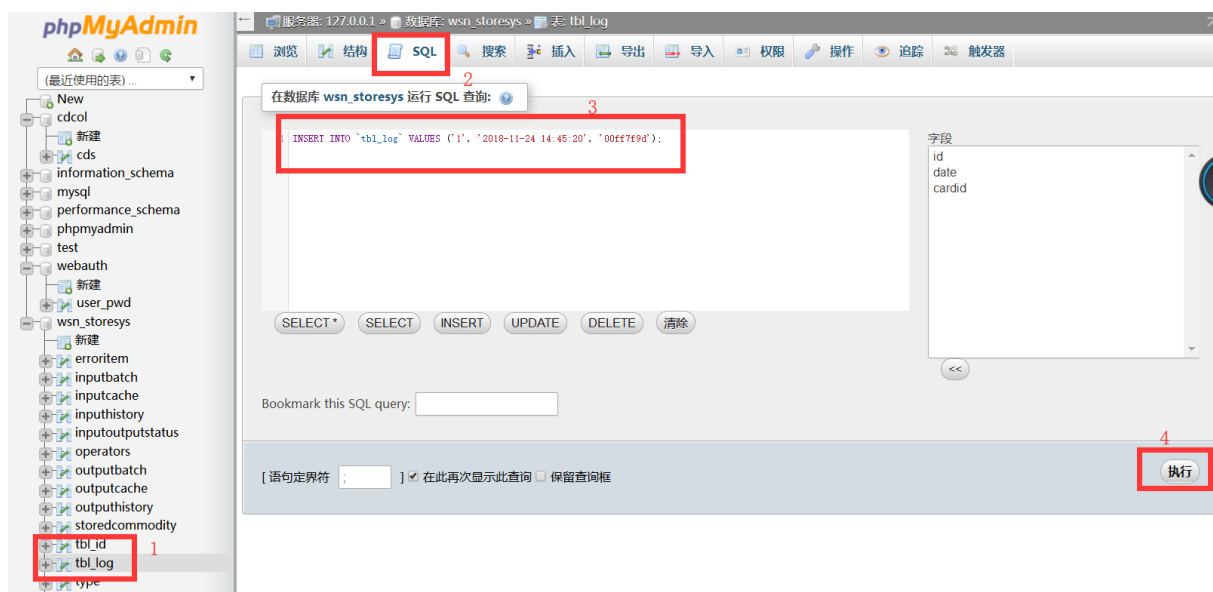 phpMyAdmin
(最近使用的表) ...
New
cdcol
新建
cds
information_schema
mysql
performance_schema
phpmyadmin
test
webauth
新建
user_pwd
wsn_storesys
新建
erroritem
inputbatch
inputcache
inputhistory
inputoutputstatus
operators
outputbatch
outputcache
outputhistory
storedcommodity
tbl_id
tbl_log
type
1
服务器: 127.0.0.1 » 数据库: wsn_storesys » 表: tbl_log
浏览 结构 SQL 搜索 插入 导出 导入 权限 操作 追踪 触发器
2
在数据库 wsn_storesys 运行 SQL 查询:
3
1 INSERT INTO `tbl_log` VALUES ('1', '2018-11-24 14:45:20', '00ff7f9d');
字段
id
date
cardid
SELECT * SELECT INSERT UPDATE DELETE 清除
<<
Bookmark this SQL query:
4
[ 语句定界符 ; ] 在此再次显示此查询 保留查询框
执行